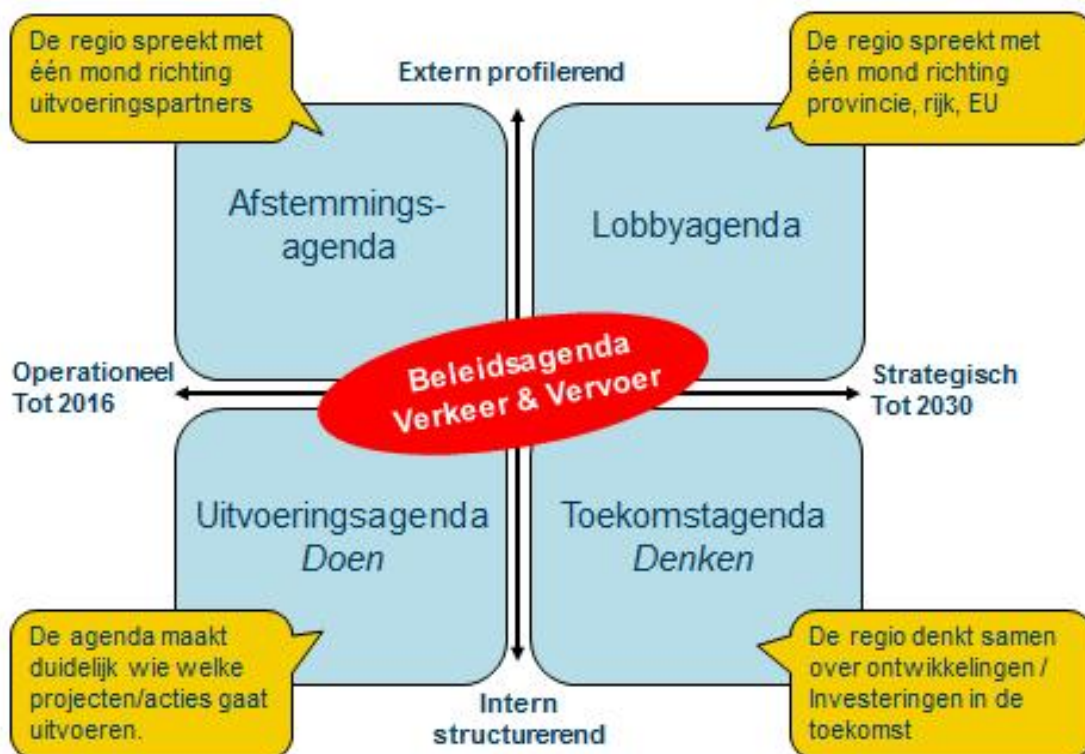 De regio spreekt met
één mond richting
uitvoeringspartners
Extern profilerend
De regio spreekt met
één mond richting
provincie, rijk, EU
Afstemmings-
agenda
Lobbyagenda
Operationeel
Tot 2016
Beleidsagenda
Verkeer & Vervoer
Strategisch
Tot 2030
Uitvoeringsagenda
Doen
Toekomstagenda
Denken
De agenda maakt
duidelijk wie welke
projecten/acties gaat
uitvoeren.
Intern
structurerend
De regio denkt samen
over ontwikkelingen /
Investeringen in de
toekomst